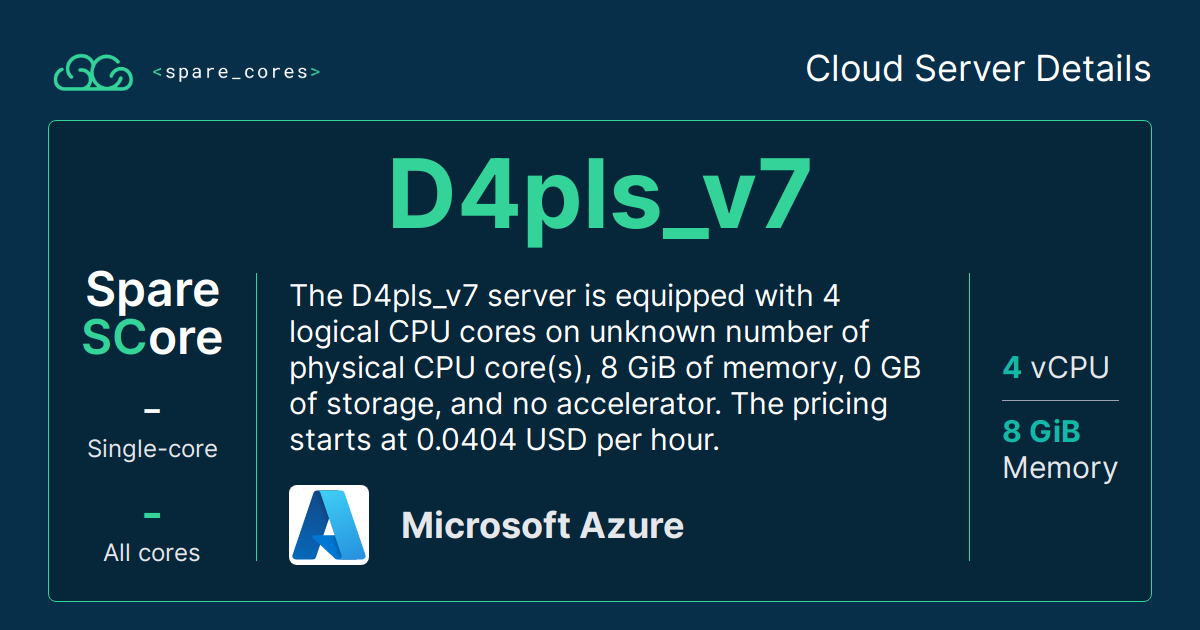 <spare_cores>
Cloud Server Details
D4pls_v7
Spare
SCore
–
Single-core
–
All cores
The D4pls_v7 server is equipped with 4
logical CPU cores on unknown number of
physical CPU core(s), 8 GiB of memory, 0 GB
of storage, and no accelerator. The pricing
starts at 0.0404 USD per hour.
Microsoft Azure
4 vCPU
8 GiB
Memory